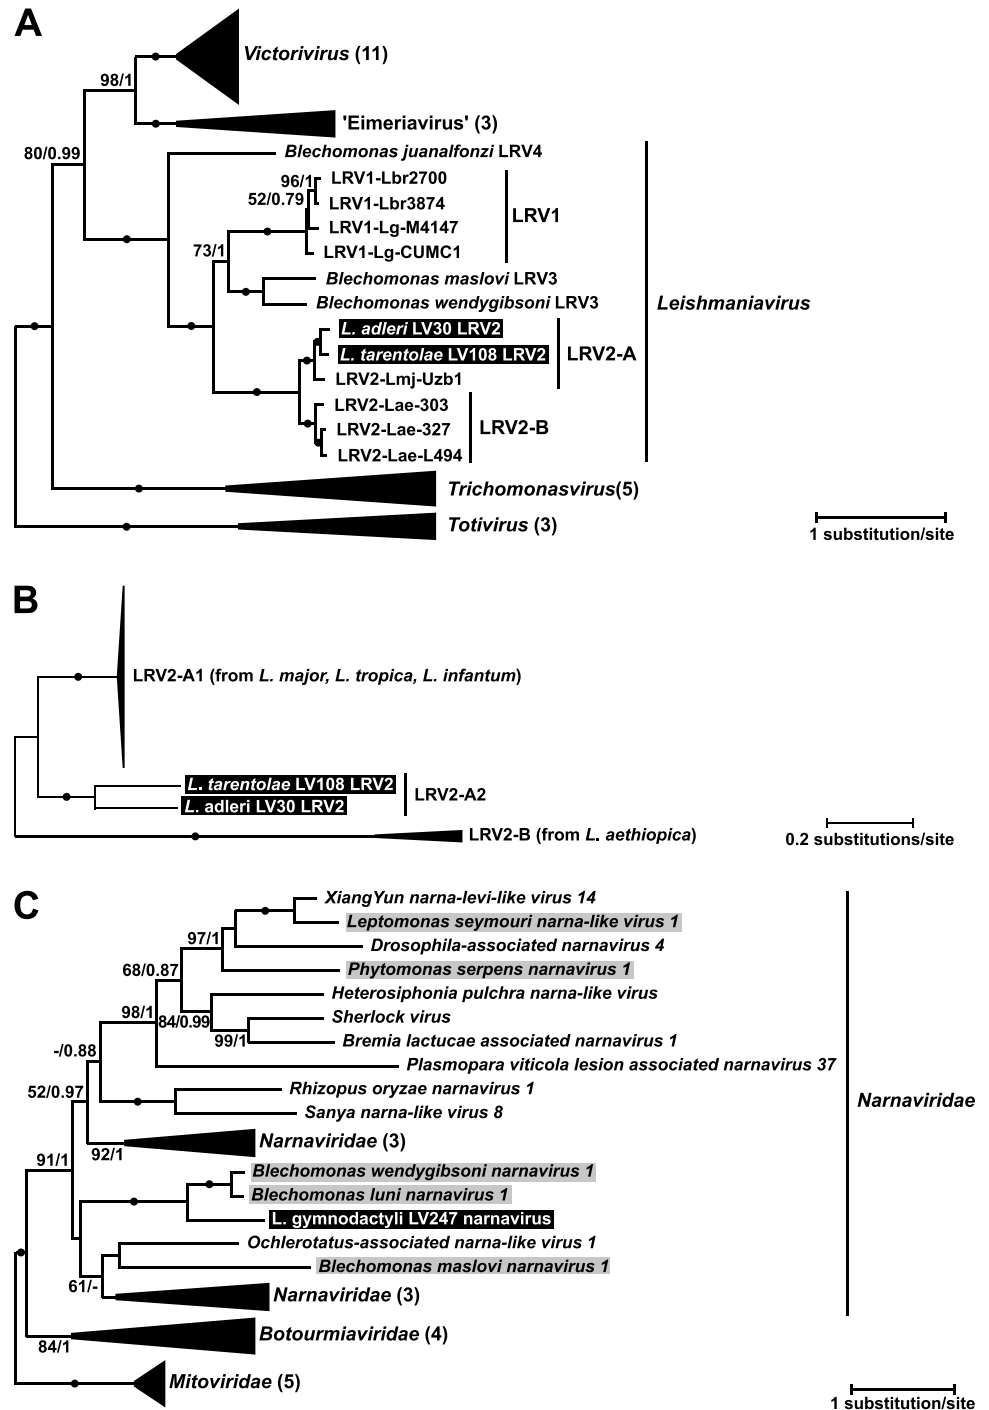 A
Victorivirus (11)
98/1
'Eimeriavirus' (3)
80/0.99
Blechomonas juanalfonzi LRV4
96/1
LRV1-Lbr2700
52/0.79
LRV1-Lbr3874
LRV1
LRV1-Lg-M4147
73/1
LRV1-Lg-CUMC1
Blechomonas maslovi LRV3
Blechomonas wendygibsoni LRV3
Leishmaniavirus
L. adleri LV30 LRV2
L. tarentolae LV108 LRV2
LRV2-A
LRV2-Lmj-Uzb1
LRV2-Lae-303
LRV2-Lae-327
LRV2-B
LRV2-Lae-L494
Trichomonasvirus(5)
Totivirus (3)
1 substitution/site
B
LRV2-A1 (from L. major, L. tropica, L. infantum)
L. tarentolae LV108 LRV2
LRV2-A2
L. adleri LV30 LRV2
LRV2-B (from L. aethiopica)
0.2 substitutions/site
C
XiangYun narna-levi-like virus 14
Leptomonas seymouri narna-like virus 1
97/1
Drosophila-associated narnavirus 4
68/0.87
Phytomonas serpens narnavirus 1
Heterosiphonia pulchra narna-like virus
98/1
84/0.99
Sherlock virus
99/1
Bremia lactucae associated narnavirus 1
-/0.88
Plasmopara viticola lesion associated narnavirus 37
52/0.97
Rhizopus oryzae narnavirus 1
Narnaviridae
Sanya narna-like virus 8
Narnaviridae (3)
92/1
91/1
Blechomonas wendygibsoni narnavirus 1
Blechomonas luni narnavirus 1
L. gymnodactyli LV247 narnavirus
Ochlerotatus-associated narna-like virus 1
Blechomonas maslovi narnavirus 1
61/-
Narnaviridae (3)
Botourmiaviridae (4)
84/1
Mitoviridae (5)
1 substitution/site